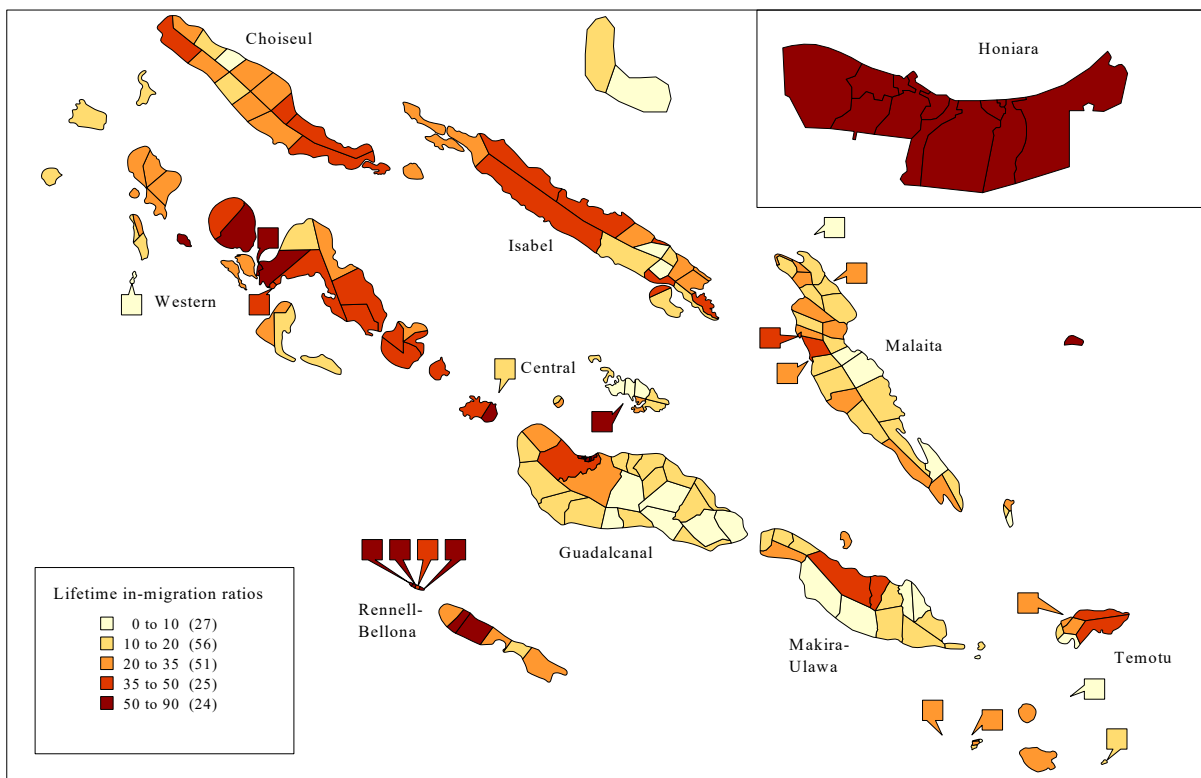 Choiseul
Honiara
Isabel
Western
Malaita
Central
Guadalcanal
Rennell-
Bellona
Makira-
Ulawa
Temotu
Lifetime in-migration ratios
0 to 10 (27)
10 to 20 (56)
20 to 35 (51)
35 to 50 (25)
50 to 90 (24)